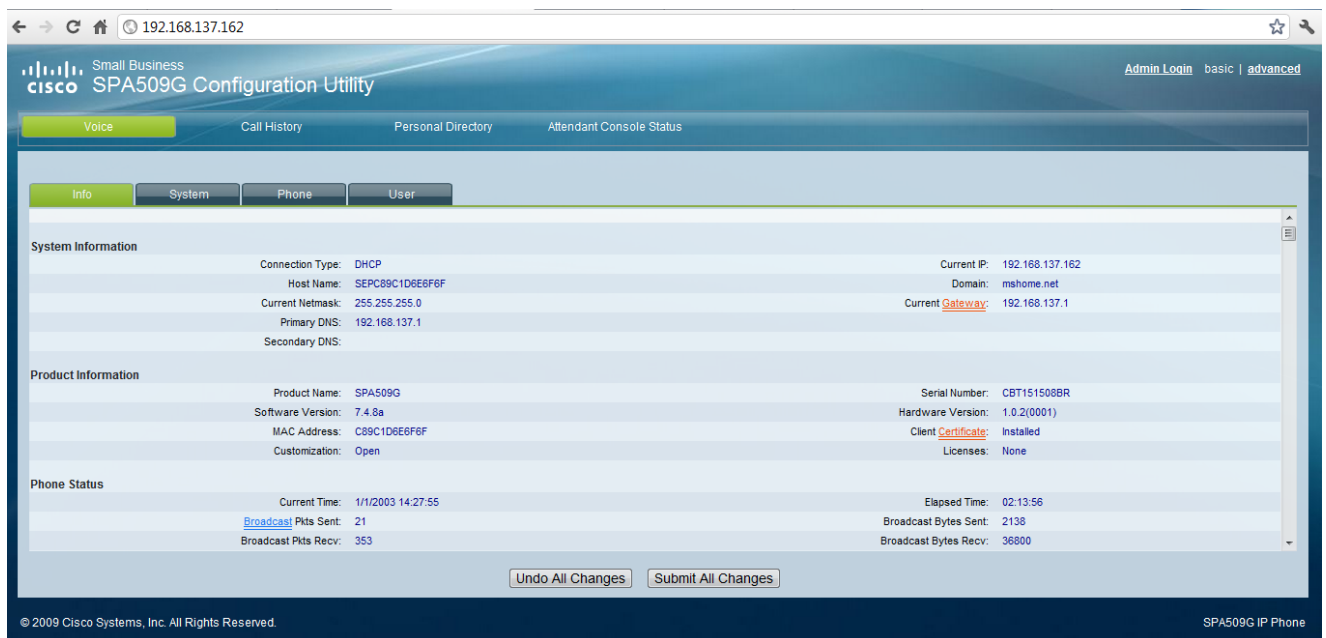 192.168.137.162
Small Business
cisco SPA509G Configuration Utility
Admin Login basic | advanced
Voice Call History Personal Directory Attendant Console Status
Info System Phone User
System Information
Connection Type: DHCP Current IP: 192.168.137.162
Host Name: SEPC89C1D6E6F6F Domain: mshome.net
Current Netmask: 255.255.255.0 Current Gateway: 192.168.137.1
Primary DNS: 192.168.137.1
Secondary DNS:
Product Information
Product Name: SPA509G Serial Number: CBT151508BR
Software Version: 7.4.8a Hardware Version: 1.0.2(0001)
MAC Address: C89C1D6E6F6F Client Certificate: Installed
Customization: Open Licenses: None
Phone Status
Current Time: 1/1/2003 14:27:55 Elapsed Time: 02:13:56
Broadcast Pkts Sent: 21 Broadcast Bytes Sent: 2138
Broadcast Pkts Recv: 353 Broadcast Bytes Recv: 36800
Undo All Changes Submit All Changes
© 2009 Cisco Systems, Inc. All Rights Reserved. SPA509G IP Phone